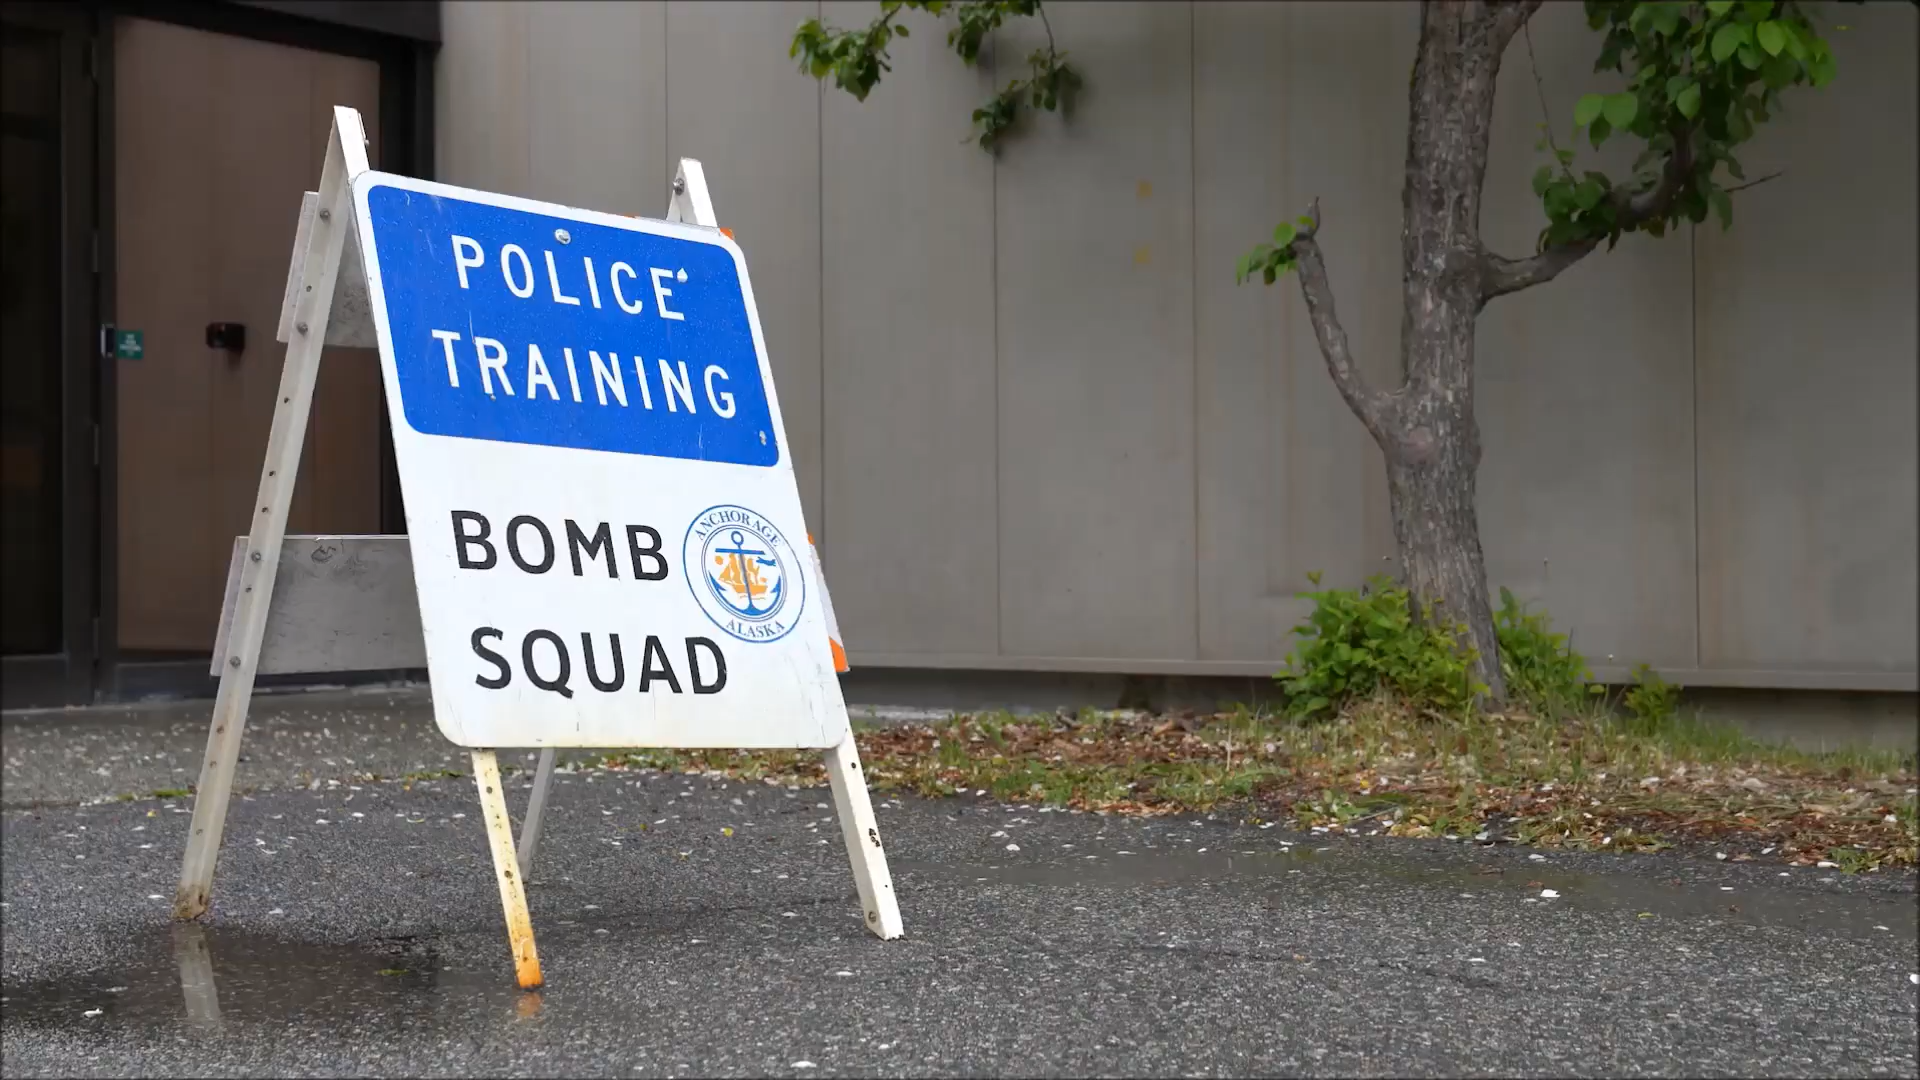 POLICE
TRAINING
BOMB
SQUAD
ANCHORAGE
ALASKA